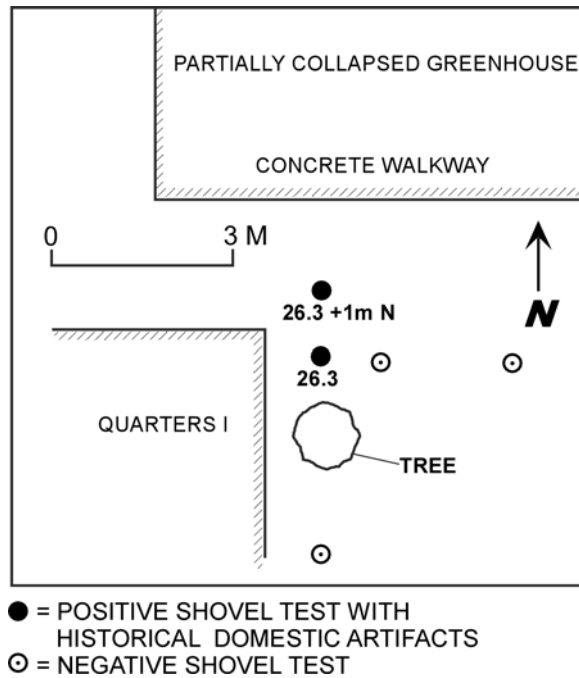 PARTIALLY COLLAPSED GREENHOUSE
CONCRETE WALKWAY
0 3 M
N
26.3 +1m N
26.3
QUARTERS I
TREE
= POSITIVE SHOVEL TEST WITH
HISTORICAL DOMESTIC ARTIFACTS
= NEGATIVE SHOVEL TEST